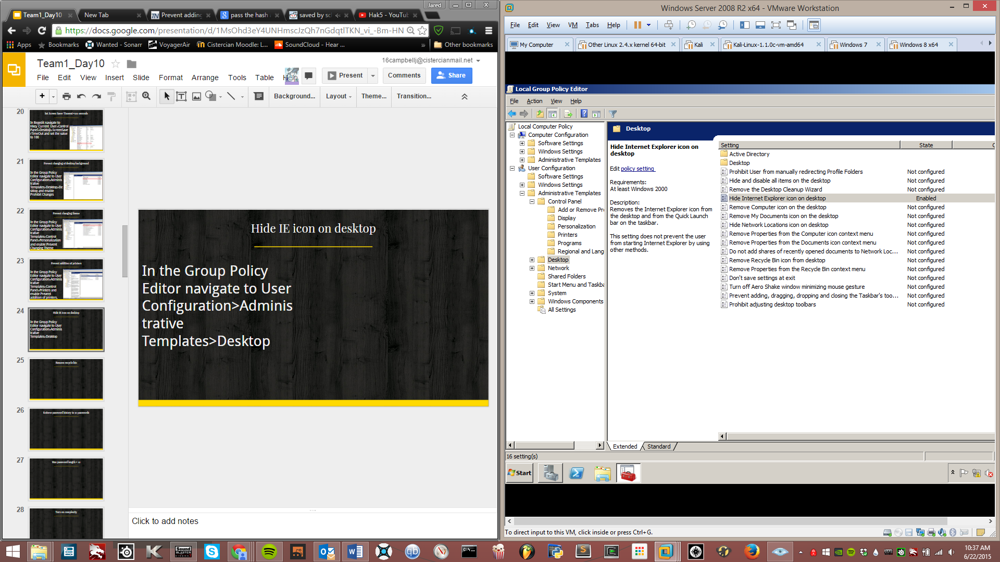 Jared
Team1_Day10
New Tab
Prevent adding
pass the hash
saved by scl
Hak5 - YouTub
https://docs.google.com/presentation/d/1MsOhd3eY4UNHmscJzQh7nGdqtlTKN_vi_-Bm-HN
Apps
Bookmarks
Wanted - Sonarr
VoyagerAir
Cistercian Moodle: L...
SoundCloud - Hear ...
»
Other bookmarks
Team1_Day10
16campbellj@cistercianmail.net
File Edit View Insert Slide Format Arrange Tools Table Help
Present
Comments
Share
Background...
Layout
Theme...
Transition...
20
Set Screen Saver Timeout=100 seconds
In Regedit navigate to
Hkey_Current_User>Control
Panel>Desktop>ScreenSave
rTimeOut and set the value
to 100
21
Prevent changing of desktop background
In the Group Policy
Editor navigate to User
Configuration>Adminis
trative
Templates>Desktop>De
sktop and enable
Prohibit Changes
22
Prevent changing theme
In the Group Policy
Editor navigate to User
Configuration>Adminis
trative
Templates>Control
Panel>Personalization
and enable Prevent
Changing Theme
23
Prevent addition of printers
In the Group Policy
Editor navigate to User
Configuration>Adminis
trative
Templates>Control
Panel>Printers and
enable Prevent
addition of printers.
24
Hide IE icon on desktop
In the Group Policy
Editor navigate to User
Configuration>Adminis
trative
Templates>Desktop
25
Remove recycle bin
26
Enforce password history in 10 passwords
27
Max password length = 10
28
Turn on complexity
Hide IE icon on desktop
In the Group Policy
Editor navigate to User
Configuration>Adminis
trative
Templates>Desktop
Click to add notes
Windows Server 2008 R2 x64 - VMware Workstation
File Edit View VM Tabs Help
My Computer
Other Linux 2.4.x kernel 64-bit
Kali
Kali-Linux-1.1.0c-vm-amd64
Windows 7
Windows 8 x64
Local Group Policy Editor
File Action View Help
Local Computer Policy
Computer Configuration
Software Settings
Windows Settings
Administrative Templates
User Configuration
Software Settings
Windows Settings
Administrative Templates
Control Panel
Add or Remove Pr
Display
Personalization
Printers
Programs
Regional and Lang
Desktop
Network
Shared Folders
Start Menu and Taskba
System
Windows Components
All Settings
Desktop
Hide Internet Explorer icon on
desktop
Edit policy setting
Requirements:
At least Windows 2000
Description:
Removes the Internet Explorer icon from
the desktop and from the Quick Launch
bar on the taskbar.
This setting does not prevent the user
from starting Internet Explorer by using
other methods.
Setting State C
Active Directory
Desktop
Prohibit User from manually redirecting Profile Folders Not configured
Hide and disable all items on the desktop Not configured
Remove the Desktop Cleanup Wizard Not configured
Hide Internet Explorer icon on desktop Enabled
Remove Computer icon on the desktop Not configured
Remove My Documents icon on the desktop Not configured
Hide Network Locations icon on desktop Not configured
Remove Properties from the Computer icon context menu Not configured
Remove Properties from the Documents icon context menu Not configured
Do not add shares of recently opened documents to Network Loc... Not configured
Remove Recycle Bin icon from desktop Not configured
Remove Properties from the Recycle Bin context menu Not configured
Don't save settings at exit Not configured
Turn off Aero Shake window minimizing mouse gesture Not configured
Prevent adding, dragging, dropping and closing the Taskbar's too... Not configured
Prohibit adjusting desktop toolbars Not configured
Extended
Standard
16 setting(s)
Start
To direct input to this VM, click inside or press Ctrl+G.
10:37 AM
6/22/2015